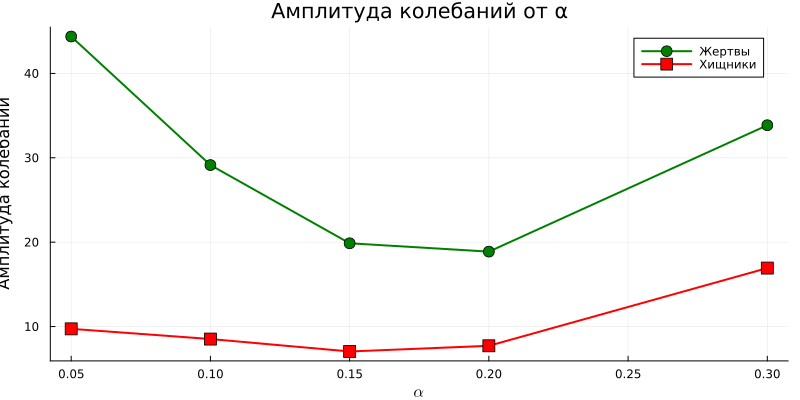 Амплитуда колебаний от α
Амплитуда колебаний
Жертвы
Хищники
40
30
20
10
0.05 0.10 0.15 0.20 0.25 0.30
α